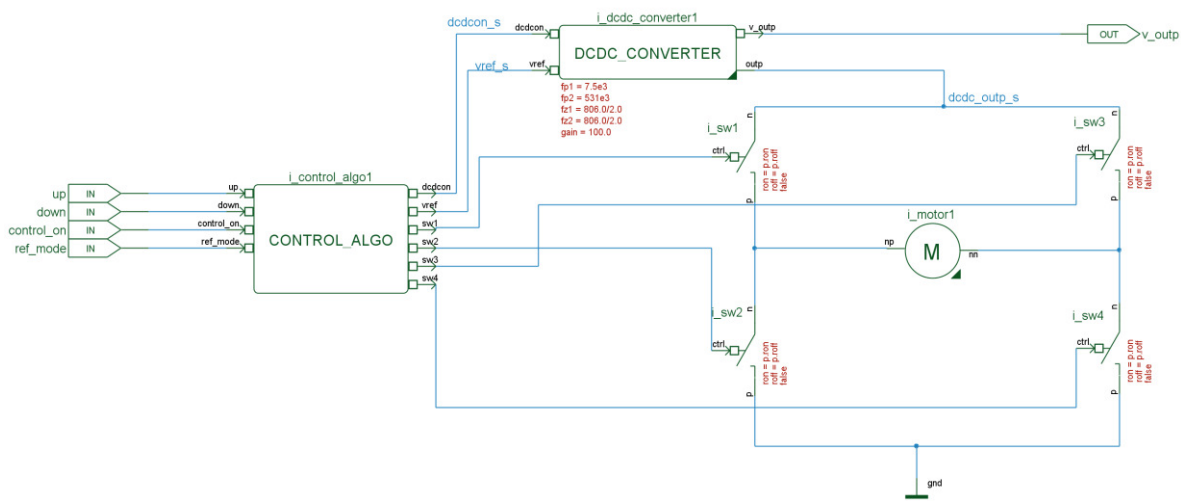 i_dcdc_converter1
dcdcon_s
dcdcon
v_outp
OUT
v_outp
DCDC_CONVERTER
vref_s
vref
outp
fp1 = 7.5e3
fp2 = 531e3
fz1 = 806.0/2.0
fz2 = 806.0/2.0
gain = 100.0
dcdc_outp_s
i_sw1
n
ctrl
ron = p.ron
roff = p.roff
false
p
i_sw3
n
ctrl
ron = p.ron
roff = p.roff
false
p
i_control_algo1
up
IN
up
down
IN
down
control_on
IN
control_on
ref_mode
IN
ref_mode
CONTROL_ALGO
dcdcon
vref
sw1
sw2
sw3
sw4
i_motor1
np
M
nn
i_sw2
n
ctrl
ron = p.ron
roff = p.roff
false
p
i_sw4
n
ctrl
ron = p.ron
roff = p.roff
false
p
gnd